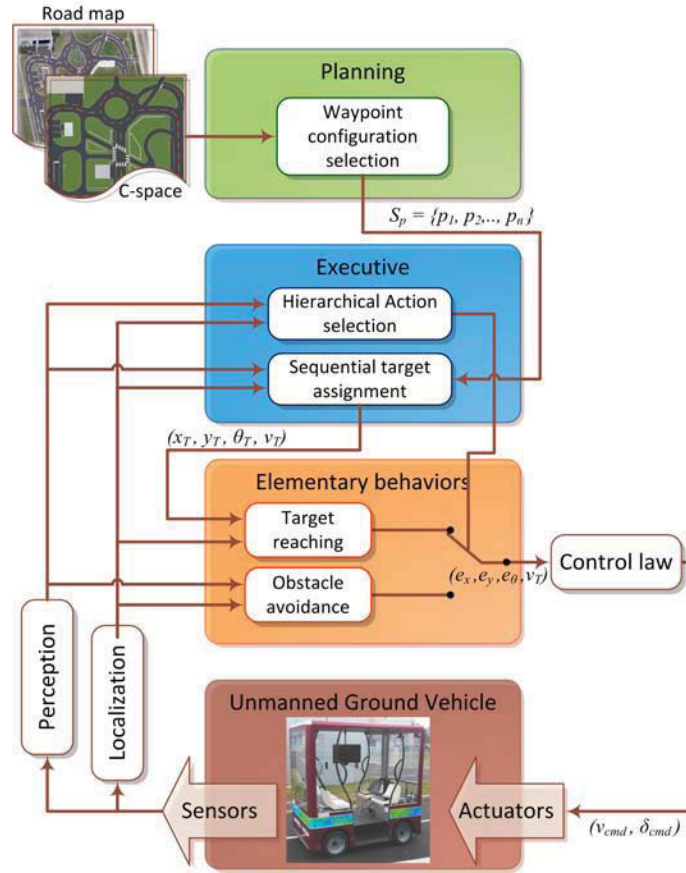 Road map
C-space
Planning
Waypoint
configuration
selection
S_p = {p_1, p_2,.., p_n}
Executive
Hierarchical Action
selection
Sequential target
assignment
(x_T, y_T, θ_T, v_T)
Elementary behaviors
Target
reaching
Obstacle
avoidance
(e_x, e_y, e_θ, v_T)
Control law
Perception
Localization
Unmanned Ground Vehicle
Sensors
Actuators
(v_cmd, δ_cmd)